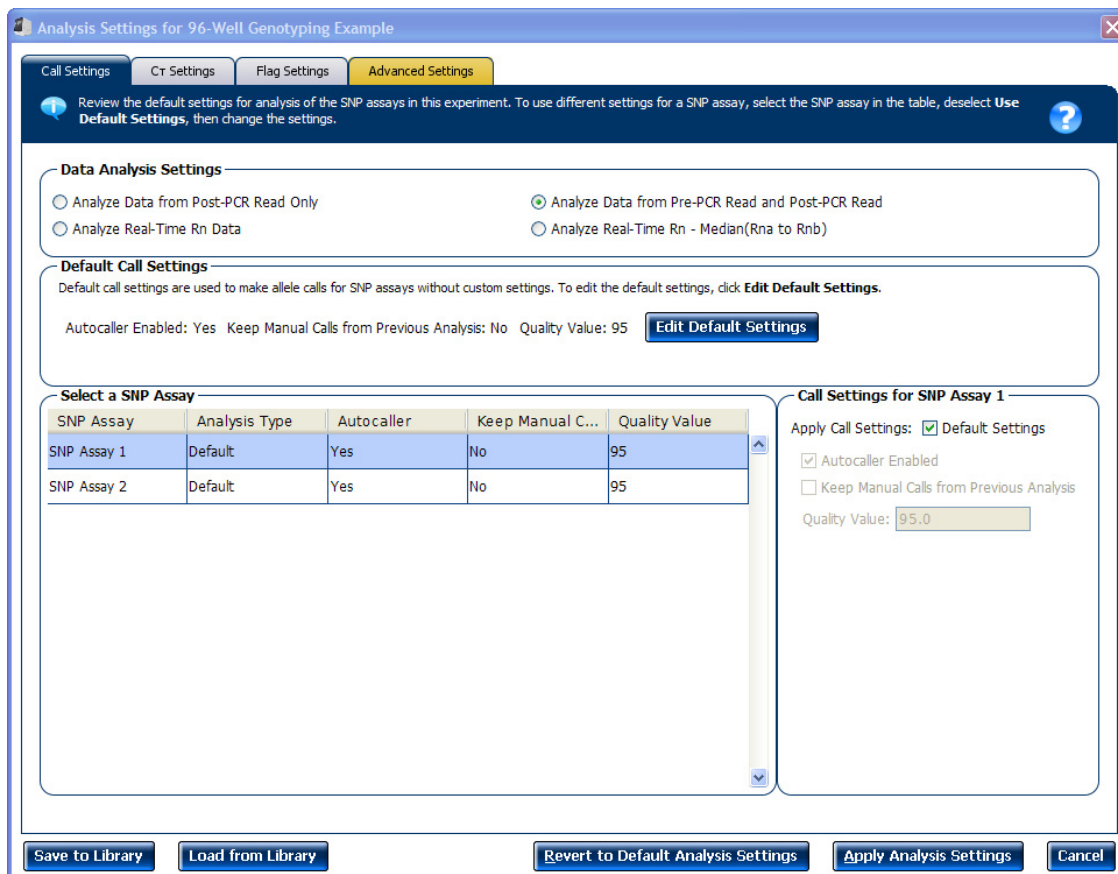 Analysis Settings for 96-Well Genotyping Example
Call Settings
CT Settings
Flag Settings
Advanced Settings
Review the default settings for analysis of the SNP assays in this experiment. To use different settings for a SNP assay, select the SNP assay in the table, deselect Use
Default Settings, then change the settings.
?
Data Analysis Settings
Analyze Data from Post-PCR Read Only
Analyze Data from Pre-PCR Read and Post-PCR Read
Analyze Real-Time Rn Data
Analyze Real-Time Rn - Median(Rna to Rnb)
Default Call Settings
Default call settings are used to make allele calls for SNP assays without custom settings. To edit the default settings, click Edit Default Settings.
Autocaller Enabled: Yes Keep Manual Calls from Previous Analysis: No Quality Value: 95 Edit Default Settings
Select a SNP Assay
SNP Assay Analysis Type Autocaller Keep Manual C... Quality Value
SNP Assay 1 Default Yes No 95
SNP Assay 2 Default Yes No 95
Call Settings for SNP Assay 1
Apply Call Settings: Default Settings
Autocaller Enabled
Keep Manual Calls from Previous Analysis
Quality Value: 95.0
Save to Library
Load from Library
Revert to Default Analysis Settings
Apply Analysis Settings
Cancel